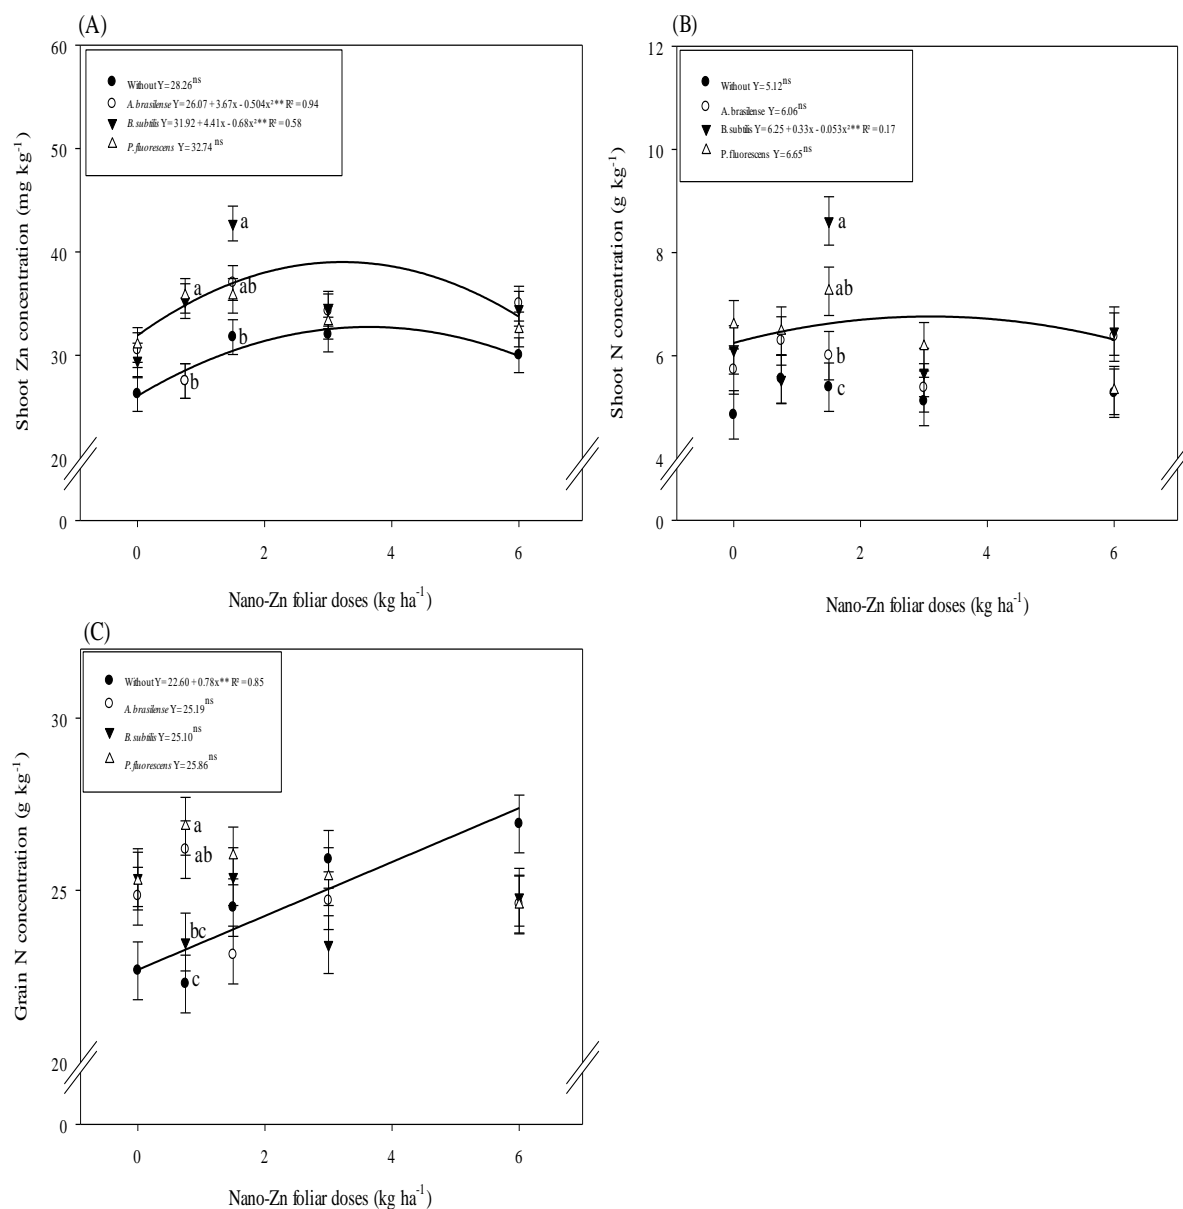 (A)
60
50
40
30
20
0
Shoot Zn concentration (mg kg⁻¹)
Without Y= 28.26ns
A. brasilense Y= 26.07 + 3.67x - 0.504x²** R² = 0.94
B. subtilis Y= 31.92 + 4.41x - 0.68x²** R² = 0.58
P. fluorescens Y= 32.74 ns
a
a
ab
b
b
0 2 4 6
Nano-Zn foliar doses (kg ha⁻¹)
(B)
12
10
8
6
4
0
Shoot N concentration (g kg⁻¹)
Without Y= 5.12ns
A. brasilense Y= 6.06ns
B. subtilis Y= 6.25 + 0.33x - 0.053x²** R² = 0.17
P. fluorescens Y= 6.65ns
a
ab
b
c
0 2 4 6
Nano-Zn foliar doses (kg ha⁻¹)
(C)
30
25
20
0
Grain N concentration (g kg⁻¹)
Without Y= 22.60 + 0.78x** R² = 0.85
A. brasilense Y= 25.19ns
B. subtilis Y= 25.10ns
P. fluorescens Y= 25.86ns
a
ab
bc
c
0 2 4 6
Nano-Zn foliar doses (kg ha⁻¹)